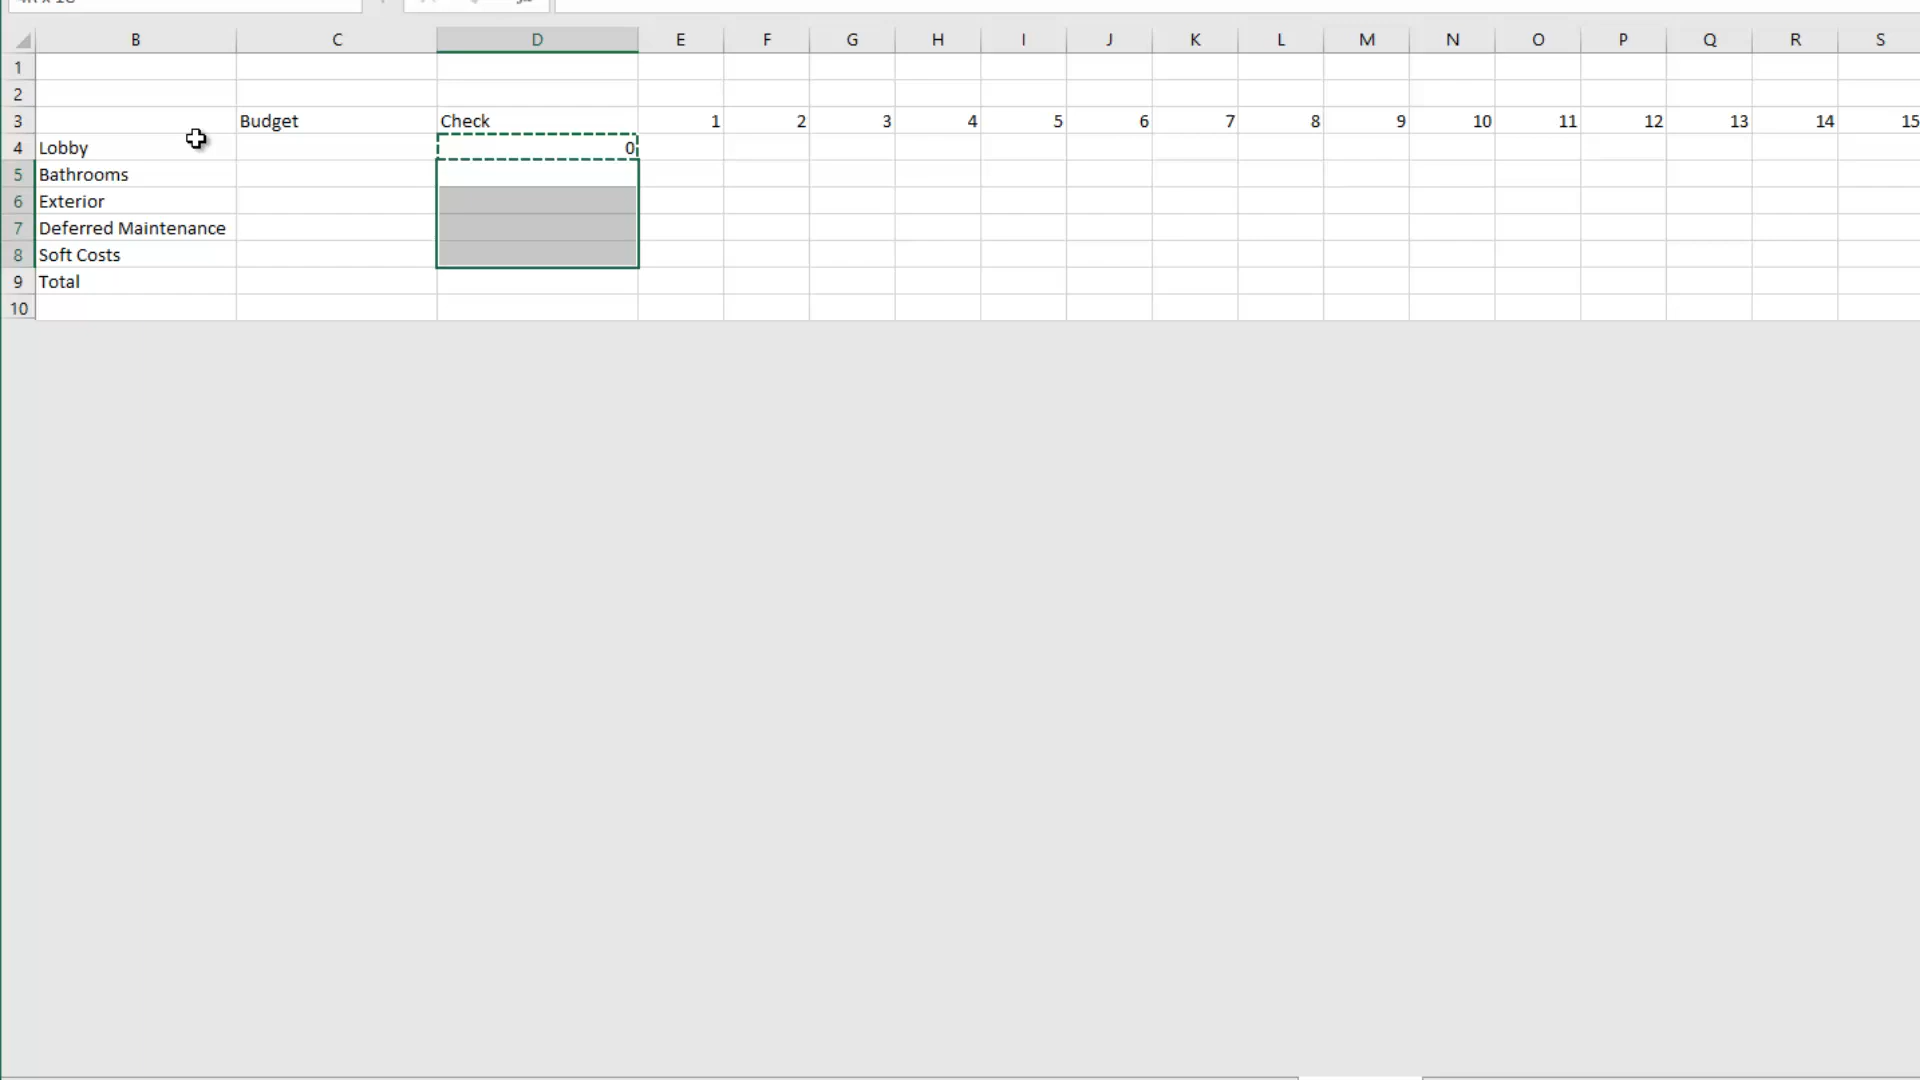 B C D E F G H I J K L M N O P Q R S
1
2
3 Budget Check 1 2 3 4 5 6 7 8 9 10 11 12 13 14 15
4 Lobby 0
5 Bathrooms
6 Exterior
7 Deferred Maintenance
8 Soft Costs
9 Total
10